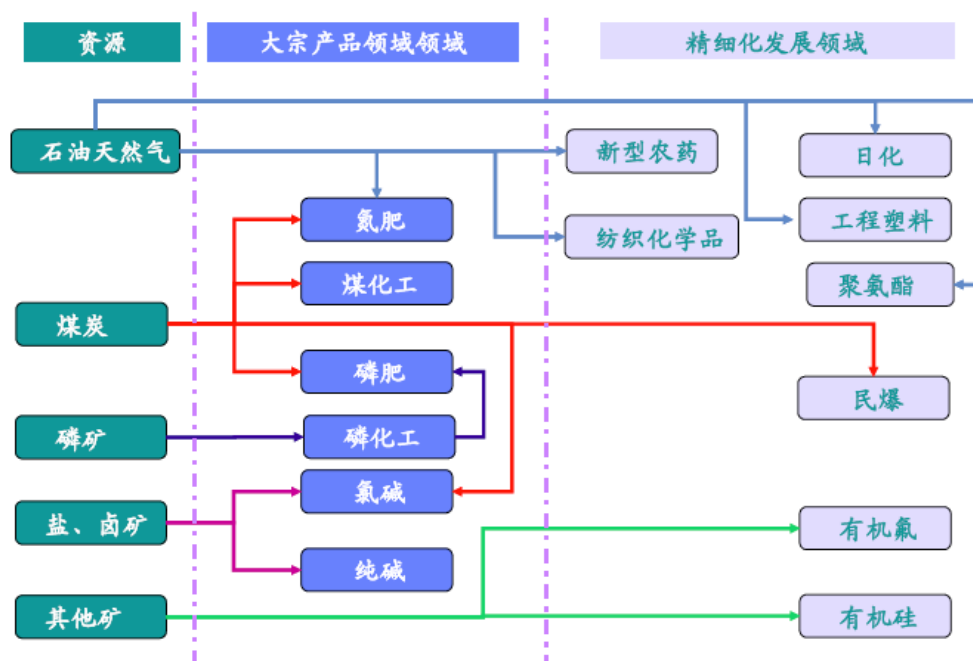 资源
大宗产品领域领域
精细化发展领域
石油天然气
新型农药
日化
氮肥
纺织化学品
工程塑料
煤化工
聚氨酯
煤炭
磷肥
民爆
磷矿
磷化工
氯碱
盐、卤矿
有机氟
纯碱
其他矿
有机硅